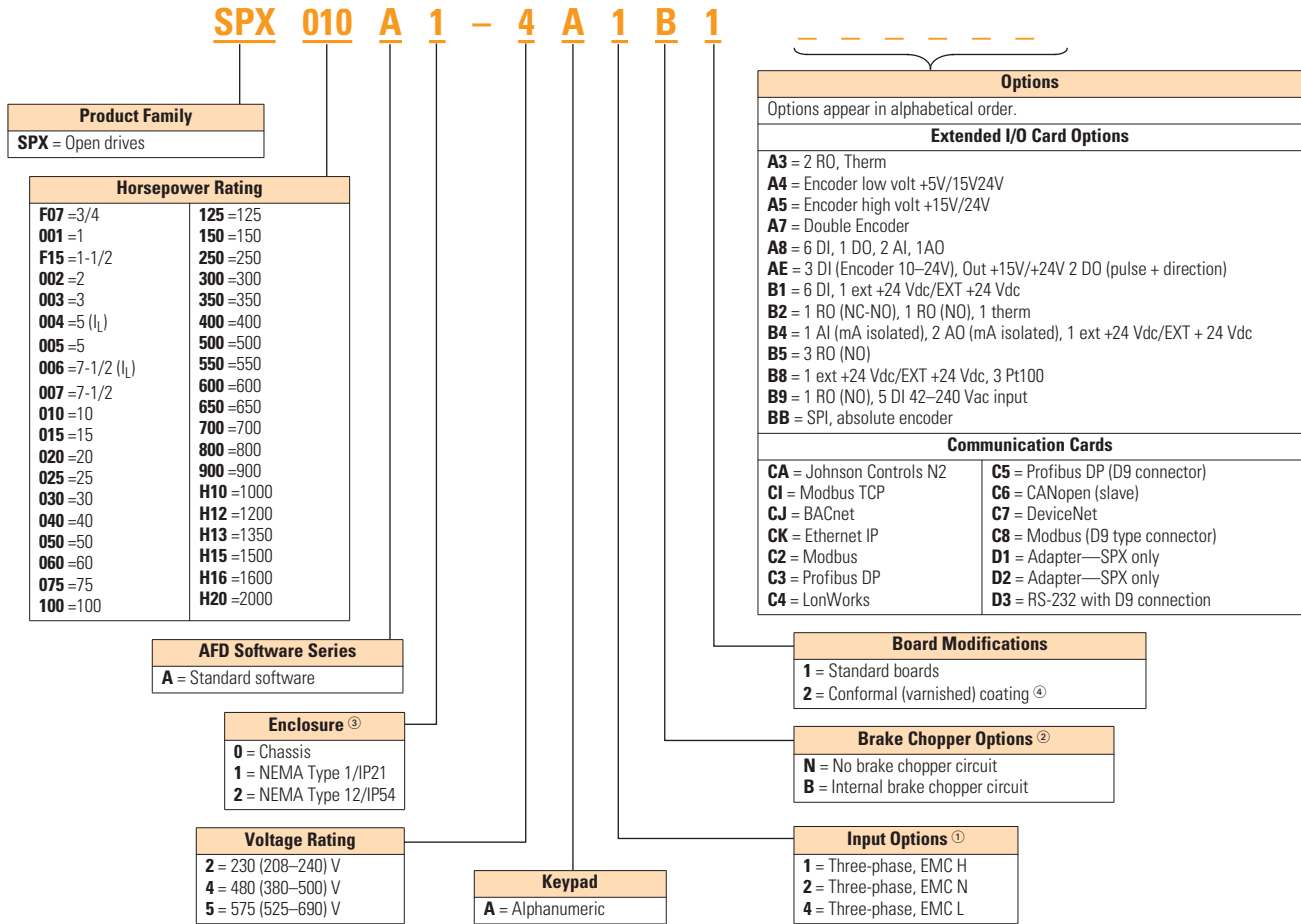 SPX 010 A 1 – 4 A 1 B 1 _ _ _ _ _ _
Product Family
SPX = Open drives
Horsepower Rating
F07 =3/4
001 =1
F15 =1-1/2
002 =2
003 =3
004 =5 (IL)
005 =5
006 =7-1/2 (IL)
007 =7-1/2
010 =10
015 =15
020 =20
025 =25
030 =30
040 =40
050 =50
060 =60
075 =75
100 =100
125 =125
150 =150
250 =250
300 =300
350 =350
400 =400
500 =500
550 =550
600 =600
650 =650
700 =700
800 =800
900 =900
H10 =1000
H12 =1200
H13 =1350
H15 =1500
H16 =1600
H20 =2000
AFD Software Series
A = Standard software
Enclosure ③
0 = Chassis
1 = NEMA Type 1/IP21
2 = NEMA Type 12/IP54
Voltage Rating
2 = 230 (208–240) V
4 = 480 (380–500) V
5 = 575 (525–690) V
Keypad
A = Alphanumeric
Options
Options appear in alphabetical order.
Extended I/O Card Options
A3 = 2 RO, Therm
A4 = Encoder low volt +5V/15V24V
A5 = Encoder high volt +15V/24V
A7 = Double Encoder
A8 = 6 DI, 1 DO, 2 AI, 1AO
AE = 3 DI (Encoder 10–24V), Out +15V/+24V 2 DO (pulse + direction)
B1 = 6 DI, 1 ext +24 Vdc/EXT +24 Vdc
B2 = 1 RO (NC-NO), 1 RO (NO), 1 therm
B4 = 1 AI (mA isolated), 2 AO (mA isolated), 1 ext +24 Vdc/EXT + 24 Vdc
B5 = 3 RO (NO)
B8 = 1 ext +24 Vdc/EXT +24 Vdc, 3 Pt100
B9 = 1 RO (NO), 5 DI 42–240 Vac input
BB = SPI, absolute encoder
Communication Cards
CA = Johnson Controls N2
CI = Modbus TCP
CJ = BACnet
CK = Ethernet IP
C2 = Modbus
C3 = Profibus DP
C4 = LonWorks
C5 = Profibus DP (D9 connector)
C6 = CANopen (slave)
C7 = DeviceNet
C8 = Modbus (D9 type connector)
D1 = Adapter—SPX only
D2 = Adapter—SPX only
D3 = RS-232 with D9 connection
Board Modifications
1 = Standard boards
2 = Conformal (varnished) coating ④
Brake Chopper Options ②
N = No brake chopper circuit
B = Internal brake chopper circuit
Input Options ①
1 = Three-phase, EMC H
2 = Three-phase, EMC N
4 = Three-phase, EMC L